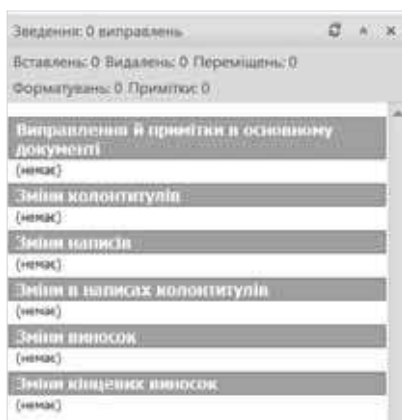 Зведення: 0 виправлень
Вставлень: 0 Видалень: 0 Переміщень: 0
Форматувань: 0 Примітки: 0
Виправлення й примітки в основному
документі
(немає)
Зміни колонтитулів
(немає)
Зміни написів
(немає)
Зміни в написах колонтитулів
(немає)
Зміни виносок
(немає)
Зміни кінцевих виносок
(немає)